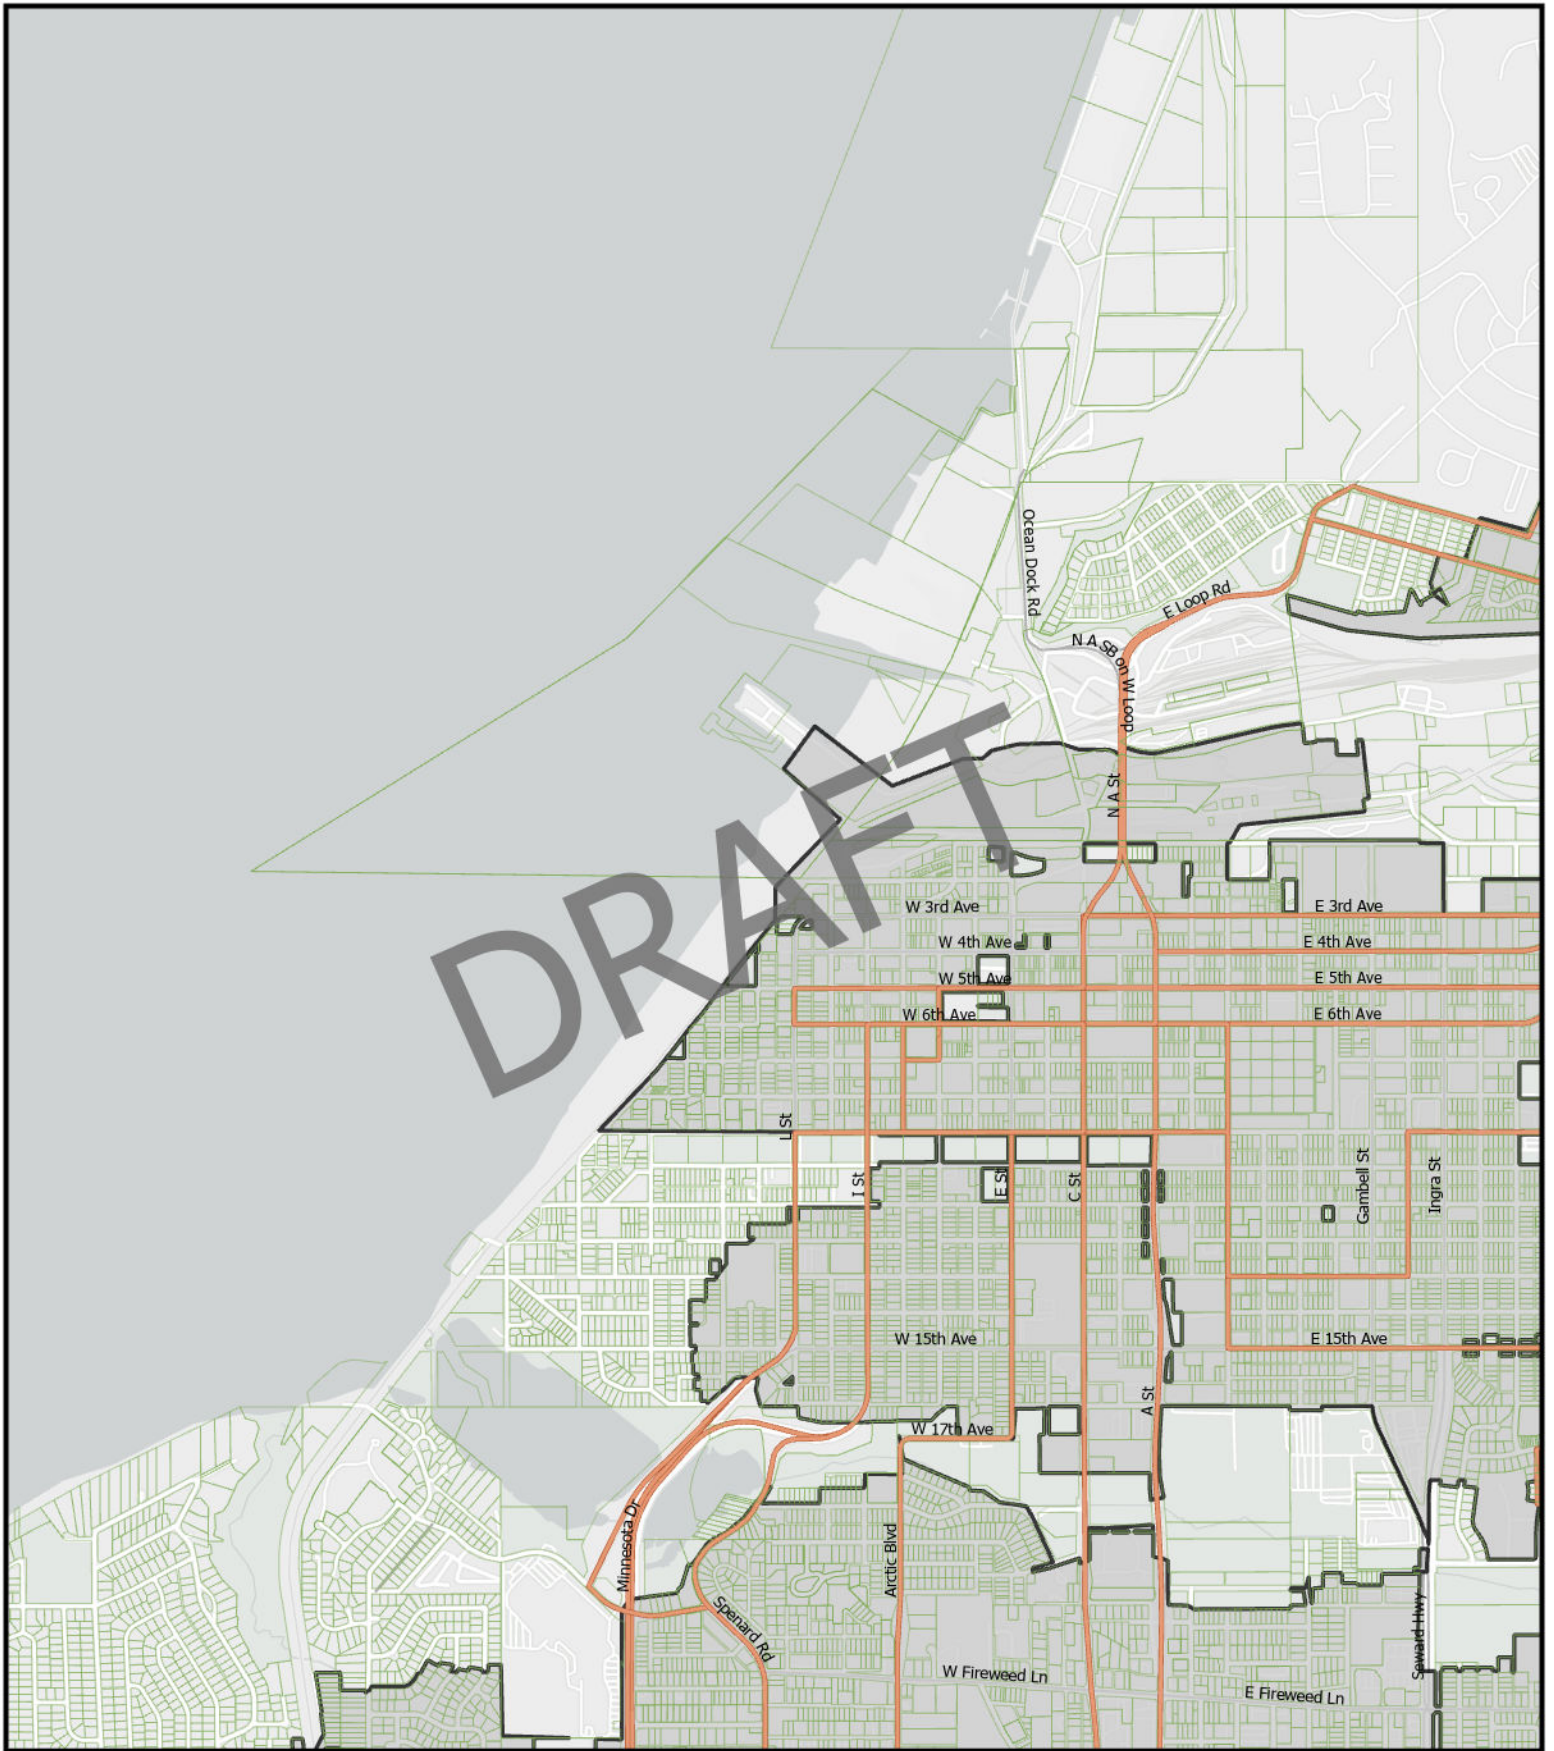 Ocean Dock Rd
E Loop Rd
N A SB on W Loop
N A St
DRAFT
W 3rd Ave
E 3rd Ave
W 4th Ave
E 4th Ave
W 5th Ave
E 5th Ave
W 6th Ave
E 6th Ave
L St
I St
E St
C St
Gambell St
Ingra St
W 15th Ave
E 15th Ave
A St
W 17th Ave
Minnesota Dr
Arctic Blvd
Spenard Rd
Seward Hwy
W Fireweed Ln
E Fireweed Ln